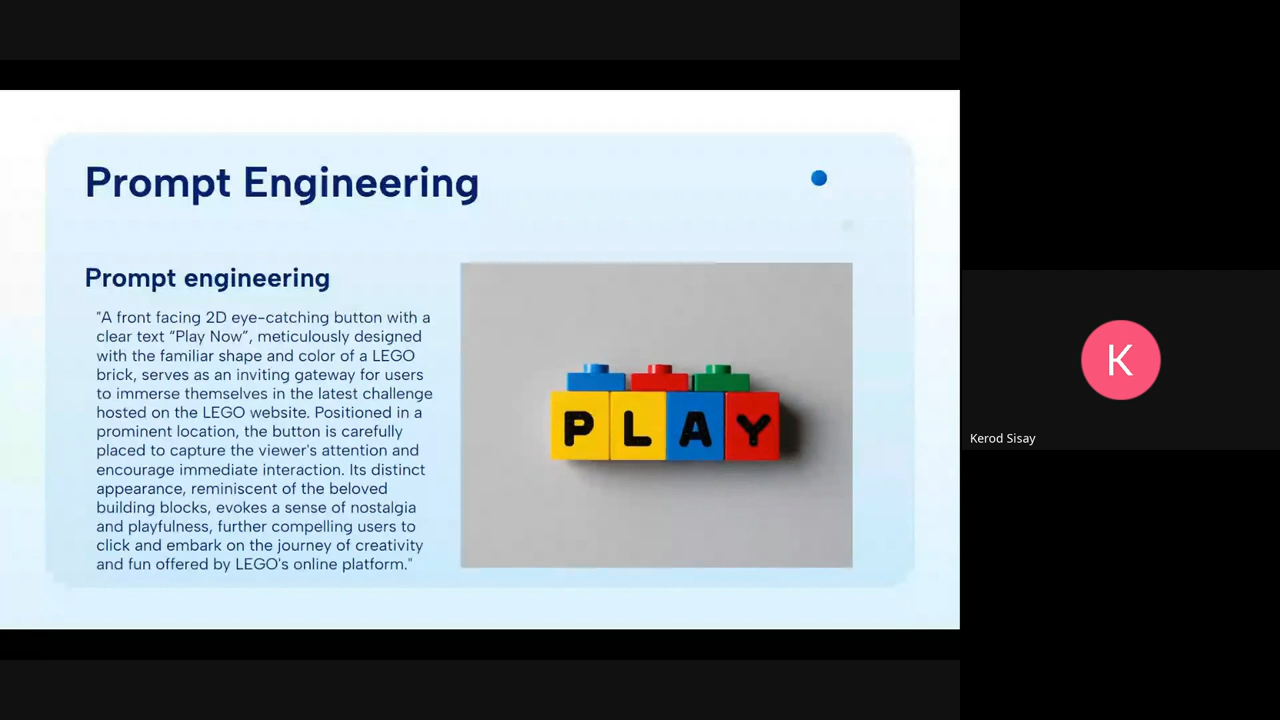 Prompt Engineering
Prompt engineering
"A front facing 2D eye-catching button with a
clear text “Play Now”, meticulously designed
with the familiar shape and color of a LEGO
brick, serves as an inviting gateway for users
to immerse themselves in the latest challenge
hosted on the LEGO website. Positioned in a
prominent location, the button is carefully
placed to capture the viewer's attention and
encourage immediate interaction. Its distinct
appearance, reminiscent of the beloved
building blocks, evokes a sense of nostalgia
and playfulness, further compelling users to
click and embark on the journey of creativity
and fun offered by LEGO's online platform."
PLAY
K
Kerod Sisay